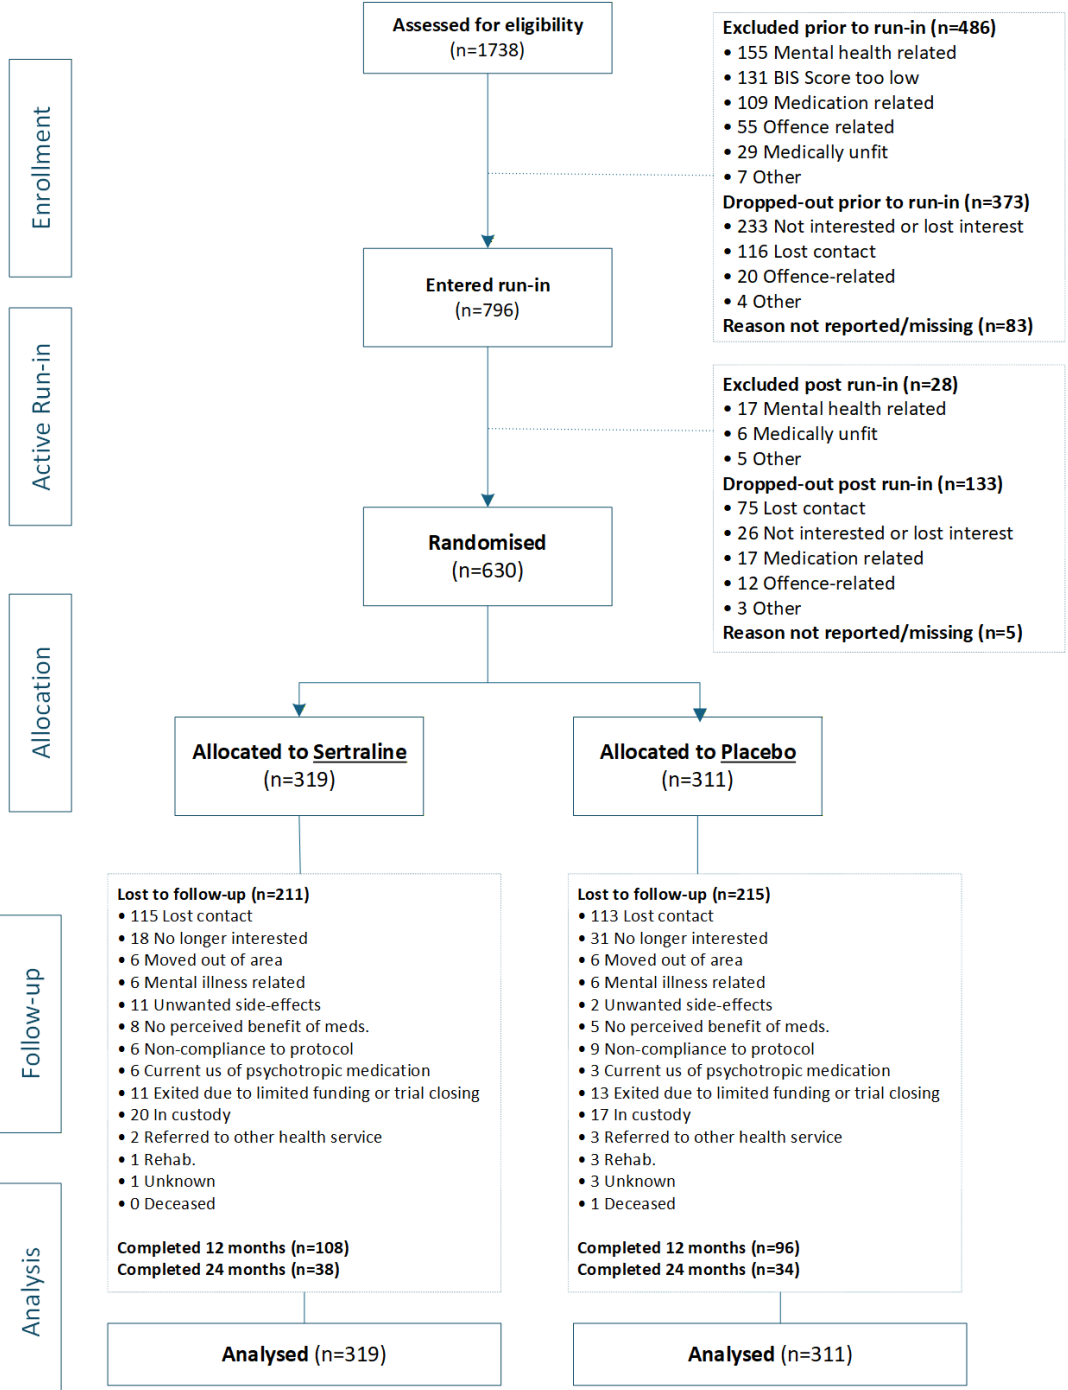 Assessed for eligibility
(n=1738)
Excluded prior to run-in (n=486)
• 155 Mental health related
• 131 BIS Score too low
• 109 Medication related
• 55 Offence related
• 29 Medically unfit
• 7 Other
Dropped-out prior to run-in (n=373)
• 233 Not interested or lost interest
• 116 Lost contact
• 20 Offence-related
• 4 Other
Reason not reported/missing (n=83)
Enrollment
Entered run-in
(n=796)
Active Run-in
Excluded post run-in (n=28)
• 17 Mental health related
• 6 Medically unfit
• 5 Other
Dropped-out post run-in (n=133)
• 75 Lost contact
• 26 Not interested or lost interest
• 17 Medication related
• 12 Offence-related
• 3 Other
Reason not reported/missing (n=5)
Randomised
(n=630)
Allocation
Allocated to Sertraline
(n=319)
Allocated to Placebo
(n=311)
Follow-up
Lost to follow-up (n=211)
• 115 Lost contact
• 18 No longer interested
• 6 Moved out of area
• 6 Mental illness related
• 11 Unwanted side-effects
• 8 No perceived benefit of meds.
• 6 Non-compliance to protocol
• 6 Current us of psychotropic medication
• 11 Exited due to limited funding or trial closing
• 20 In custody
• 2 Referred to other health service
• 1 Rehab.
• 1 Unknown
• 0 Deceased
Completed 12 months (n=108)
Completed 24 months (n=38)
Lost to follow-up (n=215)
• 113 Lost contact
• 31 No longer interested
• 6 Moved out of area
• 6 Mental illness related
• 2 Unwanted side-effects
• 5 No perceived benefit of meds.
• 9 Non-compliance to protocol
• 3 Current us of psychotropic medication
• 13 Exited due to limited funding or trial closing
• 17 In custody
• 3 Referred to other health service
• 3 Rehab.
• 3 Unknown
• 1 Deceased
Completed 12 months (n=96)
Completed 24 months (n=34)
Analysis
Analysed (n=319)
Analysed (n=311)